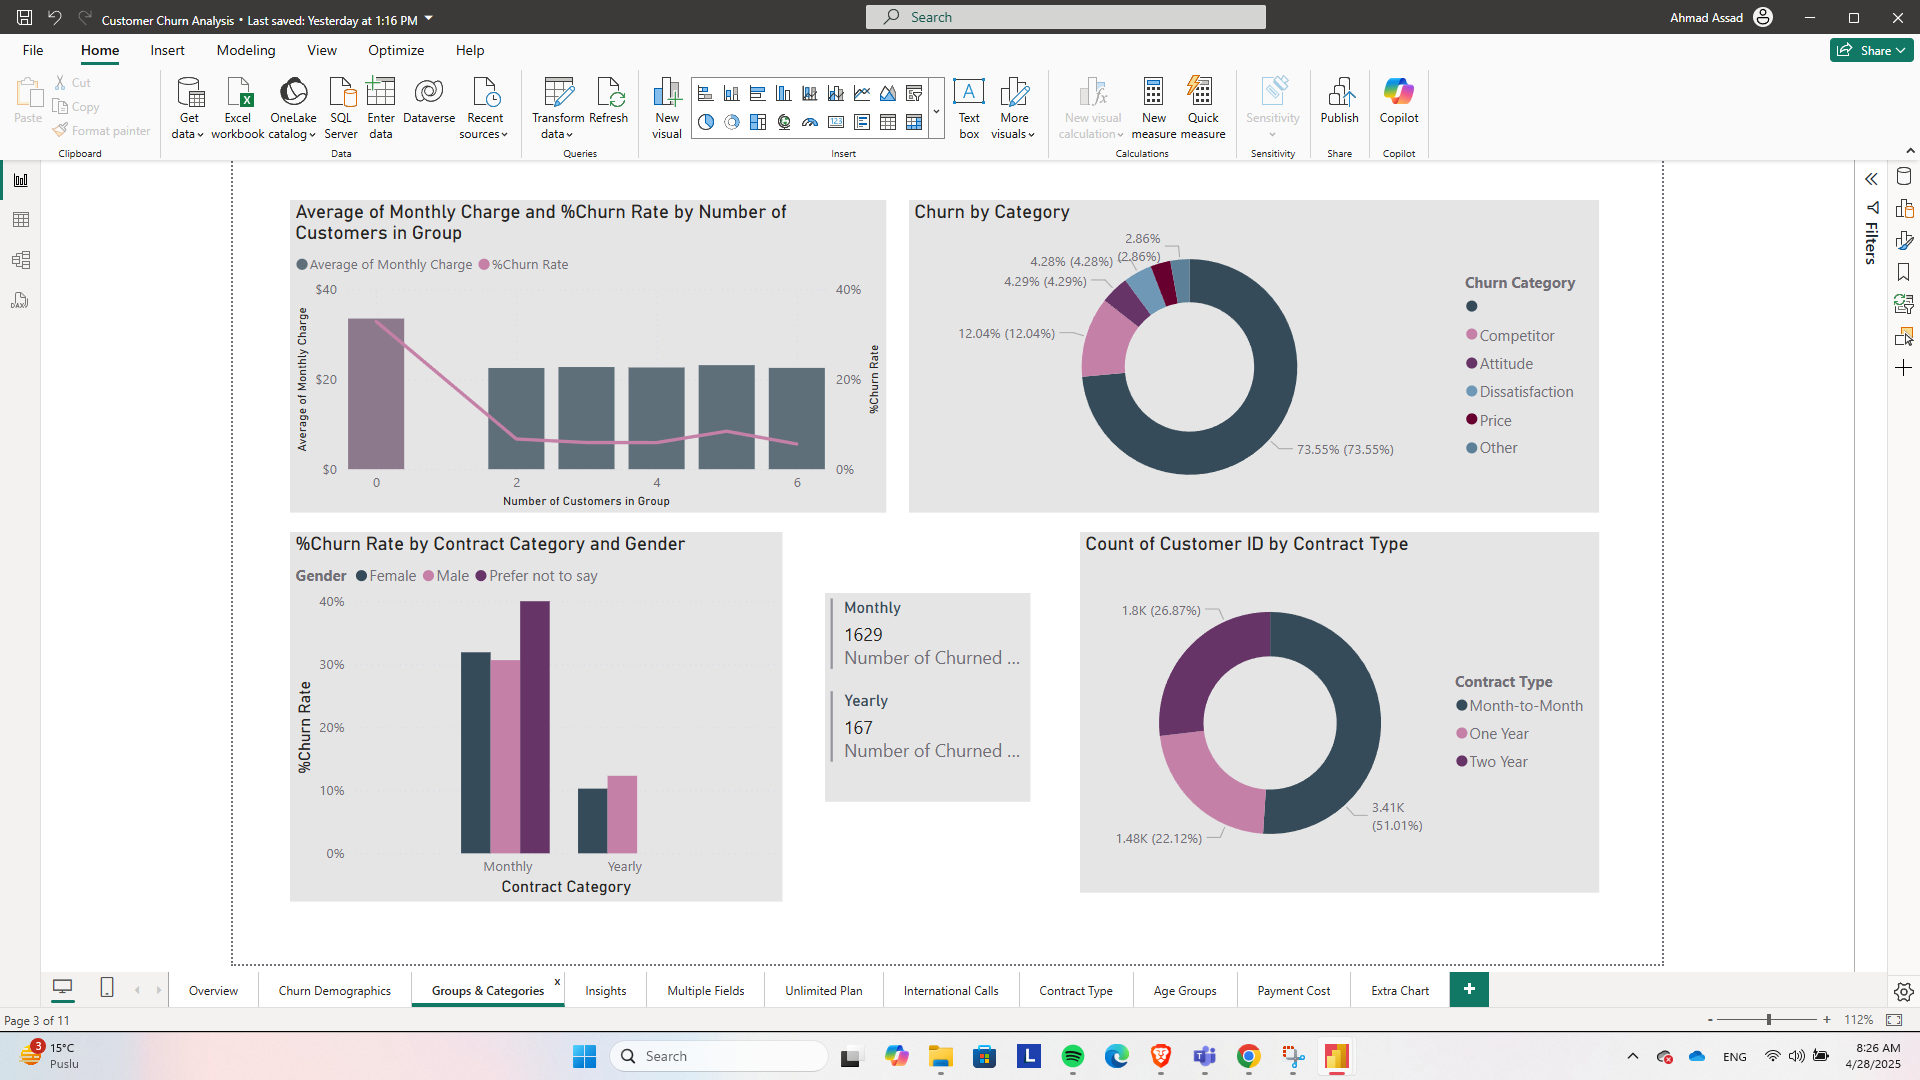 Customer Churn Analysis • Last saved: Yesterday at 1:16 PM
Search
Ahmad Assad
File Home Insert Modeling View Optimize Help
Share
Paste
Cut
Copy
Format painter
Clipboard
Get data
Excel workbook
OneLake catalog
SQL Server
Enter data
Dataverse
Recent sources
Data
Transform data
Refresh
Queries
New visual
Text box
More visuals
Insert
New visual calculation
New measure
Quick measure
Calculations
Sensitivity
Sensitivity
Publish
Share
Copilot
Copilot
Filters
Average of Monthly Charge and %Churn Rate by Number of
Customers in Group
Average of Monthly Charge %Churn Rate
Average of Monthly Charge
$40
$20
$0
40%
20%
0%
%Churn Rate
0 2 4 6
Number of Customers in Group
Churn by Category
2.86%
(2.86%)
4.28% (4.28%)
4.29% (4.29%)
12.04% (12.04%)
73.55% (73.55%)
Churn Category
Competitor
Attitude
Dissatisfaction
Price
Other
%Churn Rate by Contract Category and Gender
Gender Female Male Prefer not to say
%Churn Rate
40%
30%
20%
10%
0%
Monthly Yearly
Contract Category
Monthly
1629
Number of Churned ...
Yearly
167
Number of Churned ...
Count of Customer ID by Contract Type
1.8K (26.87%)
1.48K (22.12%)
3.41K
(51.01%)
Contract Type
Month-to-Month
One Year
Two Year
Overview Churn Demographics Groups & Categories x Insights Multiple Fields Unlimited Plan International Calls Contract Type Age Groups Payment Cost Extra Chart +
Page 3 of 11
- + 112%
3
15°C
Puslu
Search
ENG
8:26 AM
4/28/2025